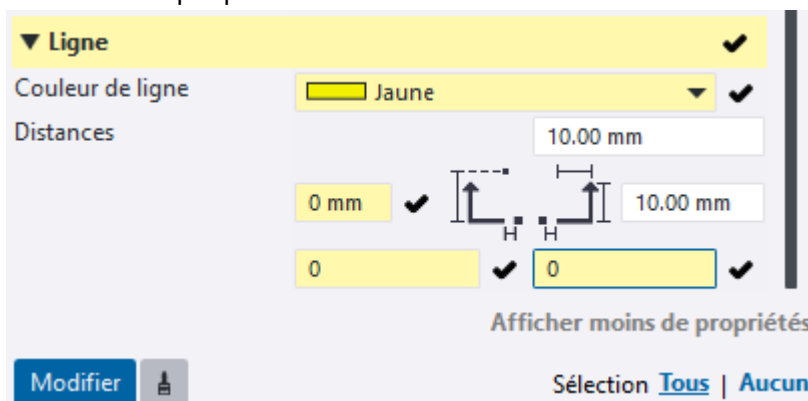 ▼ Ligne ✔
Couleur de ligne Jaune ✔
Distances 10.00 mm
0 mm ✔ 10.00 mm
H H
0 ✔ 0 ✔
Afficher moins de propriétés
Modifier Sélection Tous | Aucun